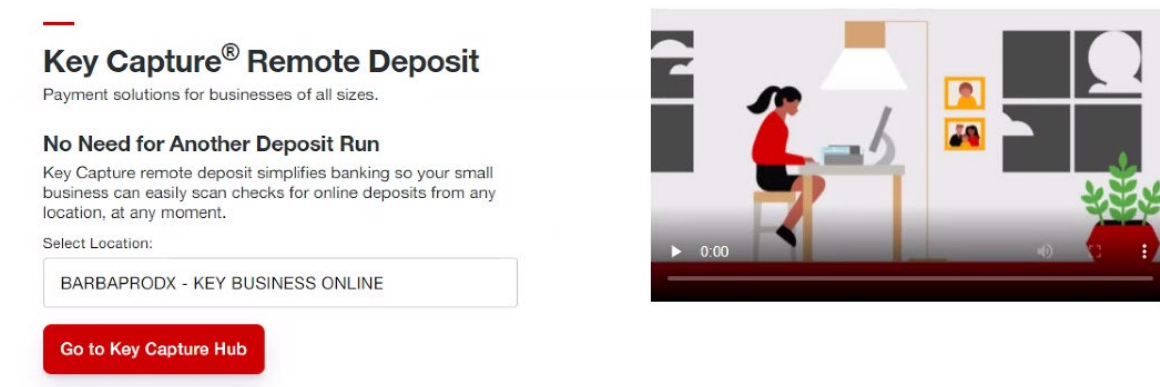 Key Capture® Remote Deposit
Payment solutions for businesses of all sizes.
No Need for Another Deposit Run
Key Capture remote deposit simplifies banking so your small
business can easily scan checks for online deposits from any
location, at any moment.
Select Location:
BARBAPRODX - KEY BUSINESS ONLINE
Go to Key Capture Hub
0:00